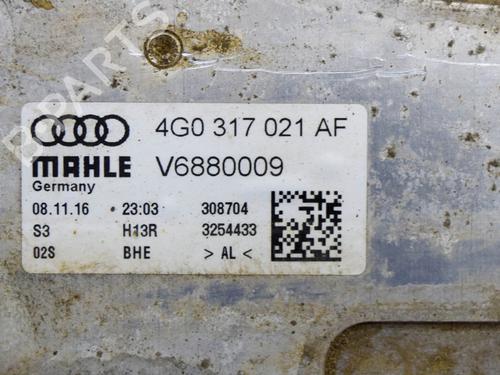 4G0 317 021 AF
MAHLE V6880009
Germany
08.11.16 • 23:03 308704
S3 H13R 3254433
02S BHE > AL <
B-PARTS